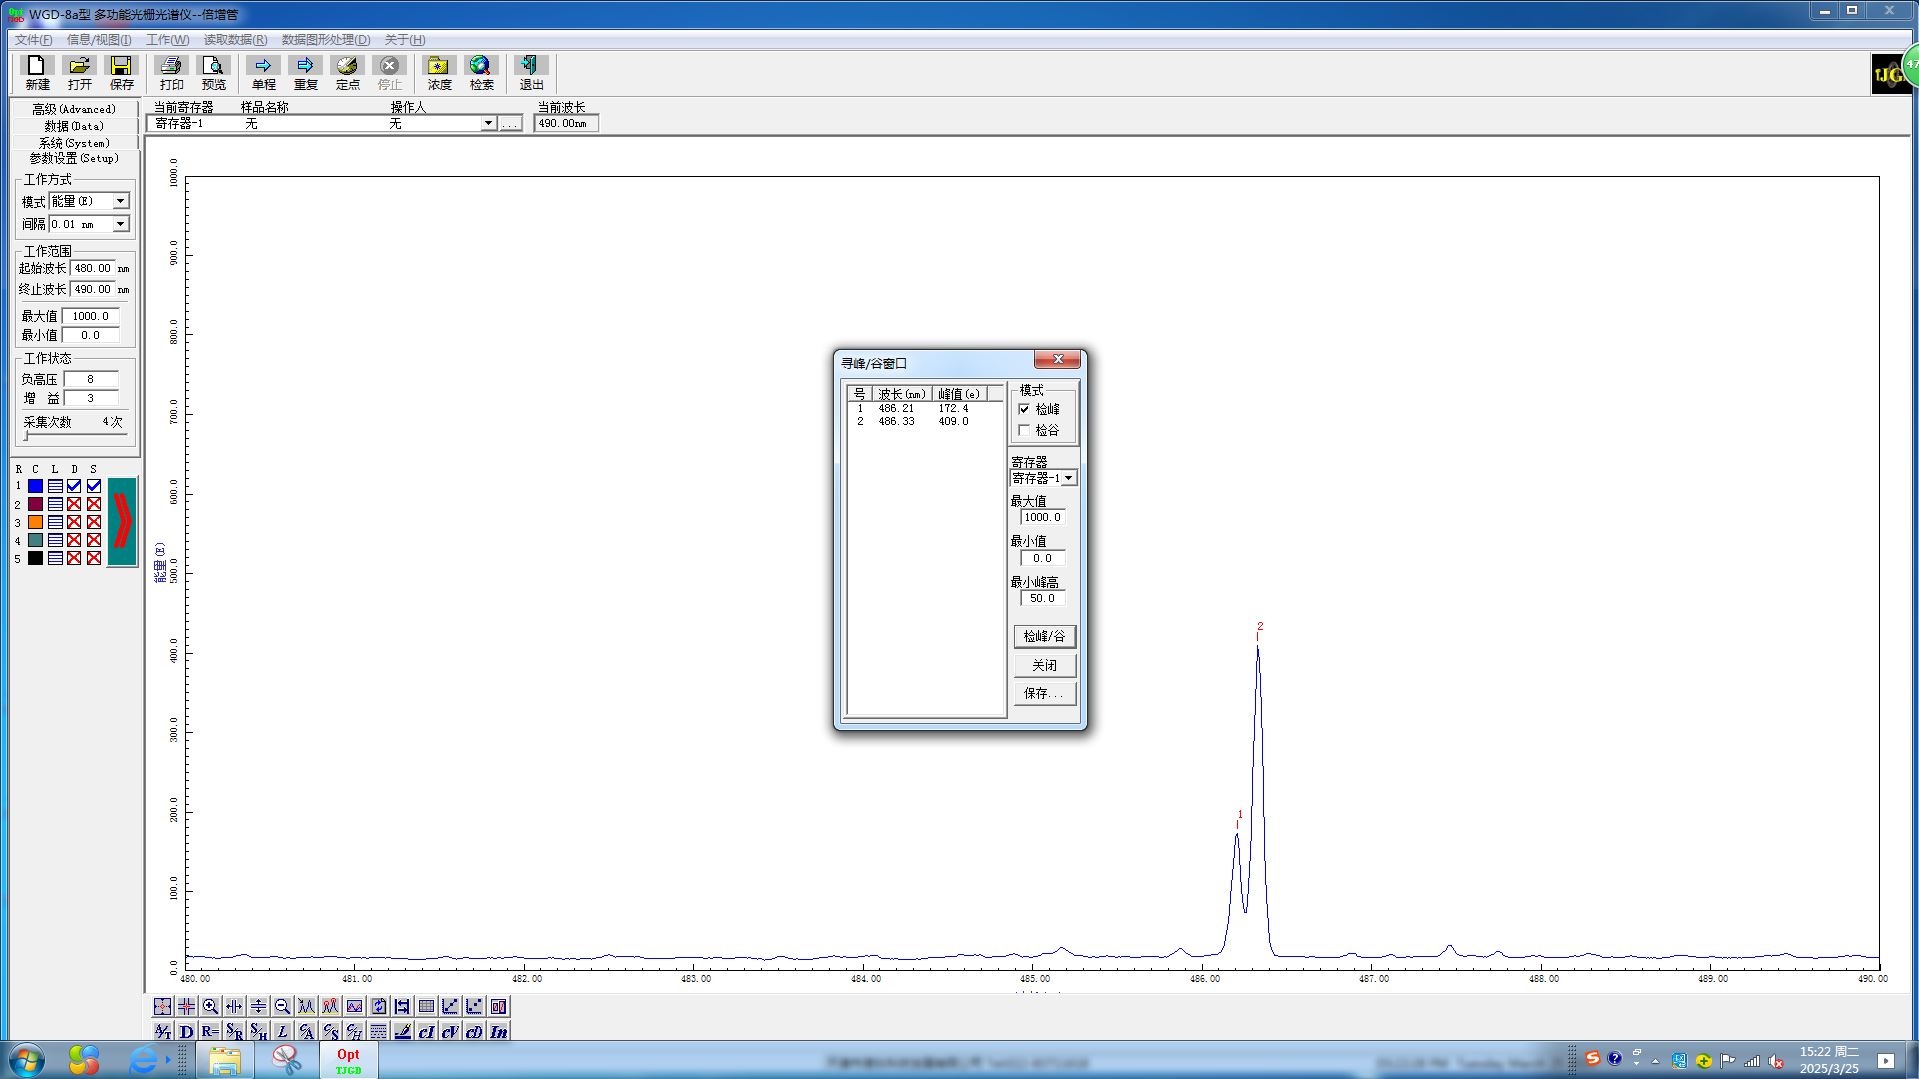 WGD-8a型 多功能光栅光谱仪--倍增管
文件(F) 信息/视图(I) 工作(W) 读取数据(R) 数据图形处理(D) 关于(H)
新建 打开 保存 打印 预览 单程 重复 定点 停止 浓度 检索 退出
47
高级(Advanced)
数据(Data)
系统(System)
参数设置(Setup)
当前寄存器 样品名称 操作人 当前波长
寄存器-1 无 无 ... 490.00nm
工作方式
模式 能量(E)
间隔 0.01 nm
工作范围
起始波长 480.00 nm
终止波长 490.00 nm
最大值 1000.0
最小值 0.0
工作状态
负高压 8
增 益 3
采集次数 4次
R C L D S
1
2
3
4
5
1000.0
900.0
800.0
700.0
600.0
500.0
400.0
300.0
200.0
100.0
0.0
能量(E)
480.00 481.00 482.00 483.00 484.00 485.00 486.00 487.00 488.00 489.00 490.00
1
2
寻峰/谷窗口
号 波长(nm) 峰值(e)
1 486.21 172.4
2 486.33 409.0
模式
检峰
检谷
寄存器
寄存器-1
最大值
1000.0
最小值
0.0
最小峰高
50.0
检峰/谷
关闭
保存...
A/T D R= S/R S/H L C/A C/S C/H cI cV cD In
Opt
TJGD
15:22 周二
2025/3/25